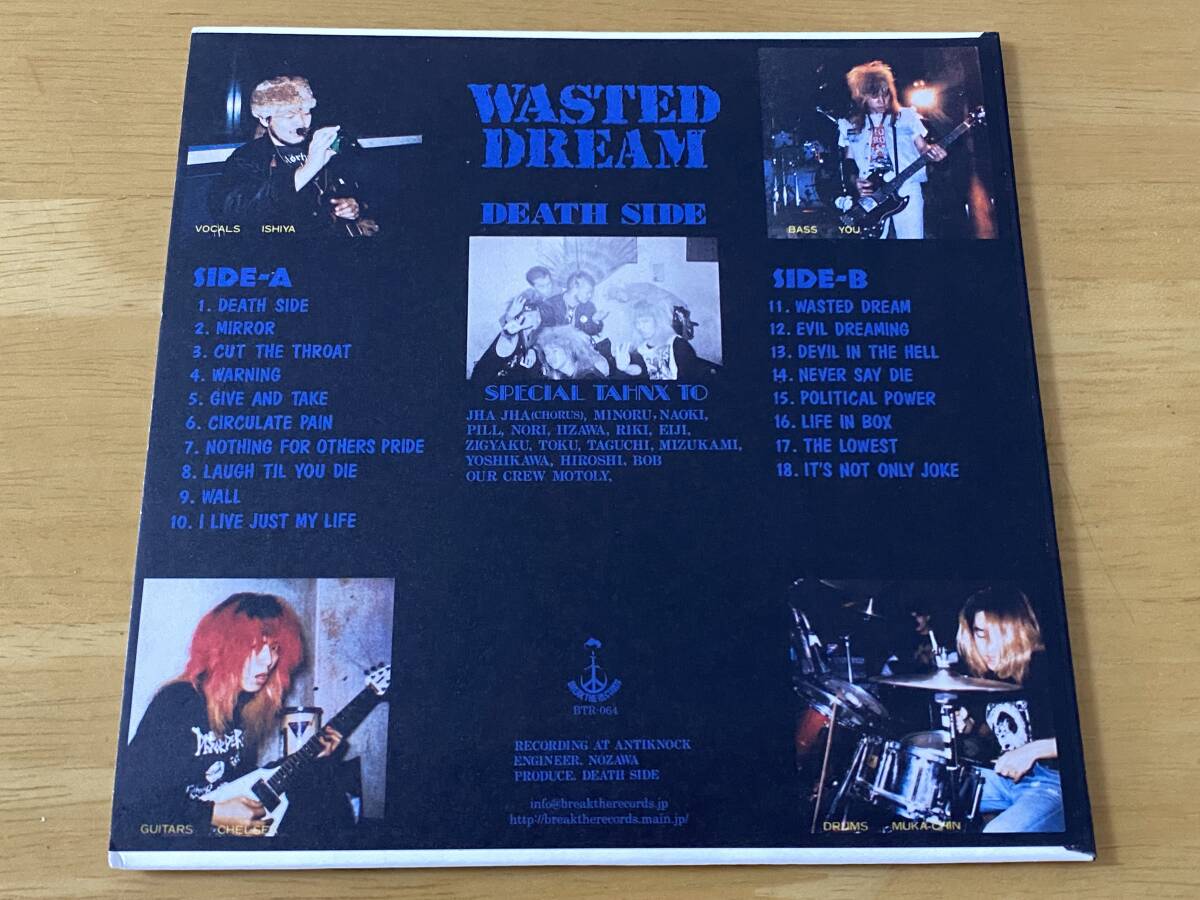 WASTED
DREAM
DEATH SIDE
VOCALS ISHIYA
BASS YOU
SIDE-A
1. DEATH SIDE
2. MIRROR
3. CUT THE THROAT
4. WARNING
5. GIVE AND TAKE
6. CIRCULATE PAIN
7. NOTHING FOR OTHERS PRIDE
8. LAUGH TIL YOU DIE
9. WALL
10. I LIVE JUST MY LIFE
SPECIAL TAHNX TO
JHA JHA(CHORUS), MINORU, NAOKI,
PILL, NORI, IIZAWA, RIKI, EIJI,
ZIGYAKU, TOKU, TAGUCHI, MIZUKAMI,
YOSHIKAWA, HIROSHI, BOB
OUR CREW MOTOLY,
SIDE-B
11. WASTED DREAM
12. EVIL DREAMING
13. DEVIL IN THE HELL
14. NEVER SAY DIE
15. POLITICAL POWER
16. LIFE IN BOX
17. THE LOWEST
18. IT'S NOT ONLY JOKE
DISORDER
GUITARS CHELSEA
BREAK THE RECORDS
BTR-064
RECORDING AT ANTIKNOCK
ENGINEER, NOZAWA
PRODUCE. DEATH SIDE
info@breaktherecords.jp
http://breaktherecords.main.jp/
DRUMS MUKA-CHIN